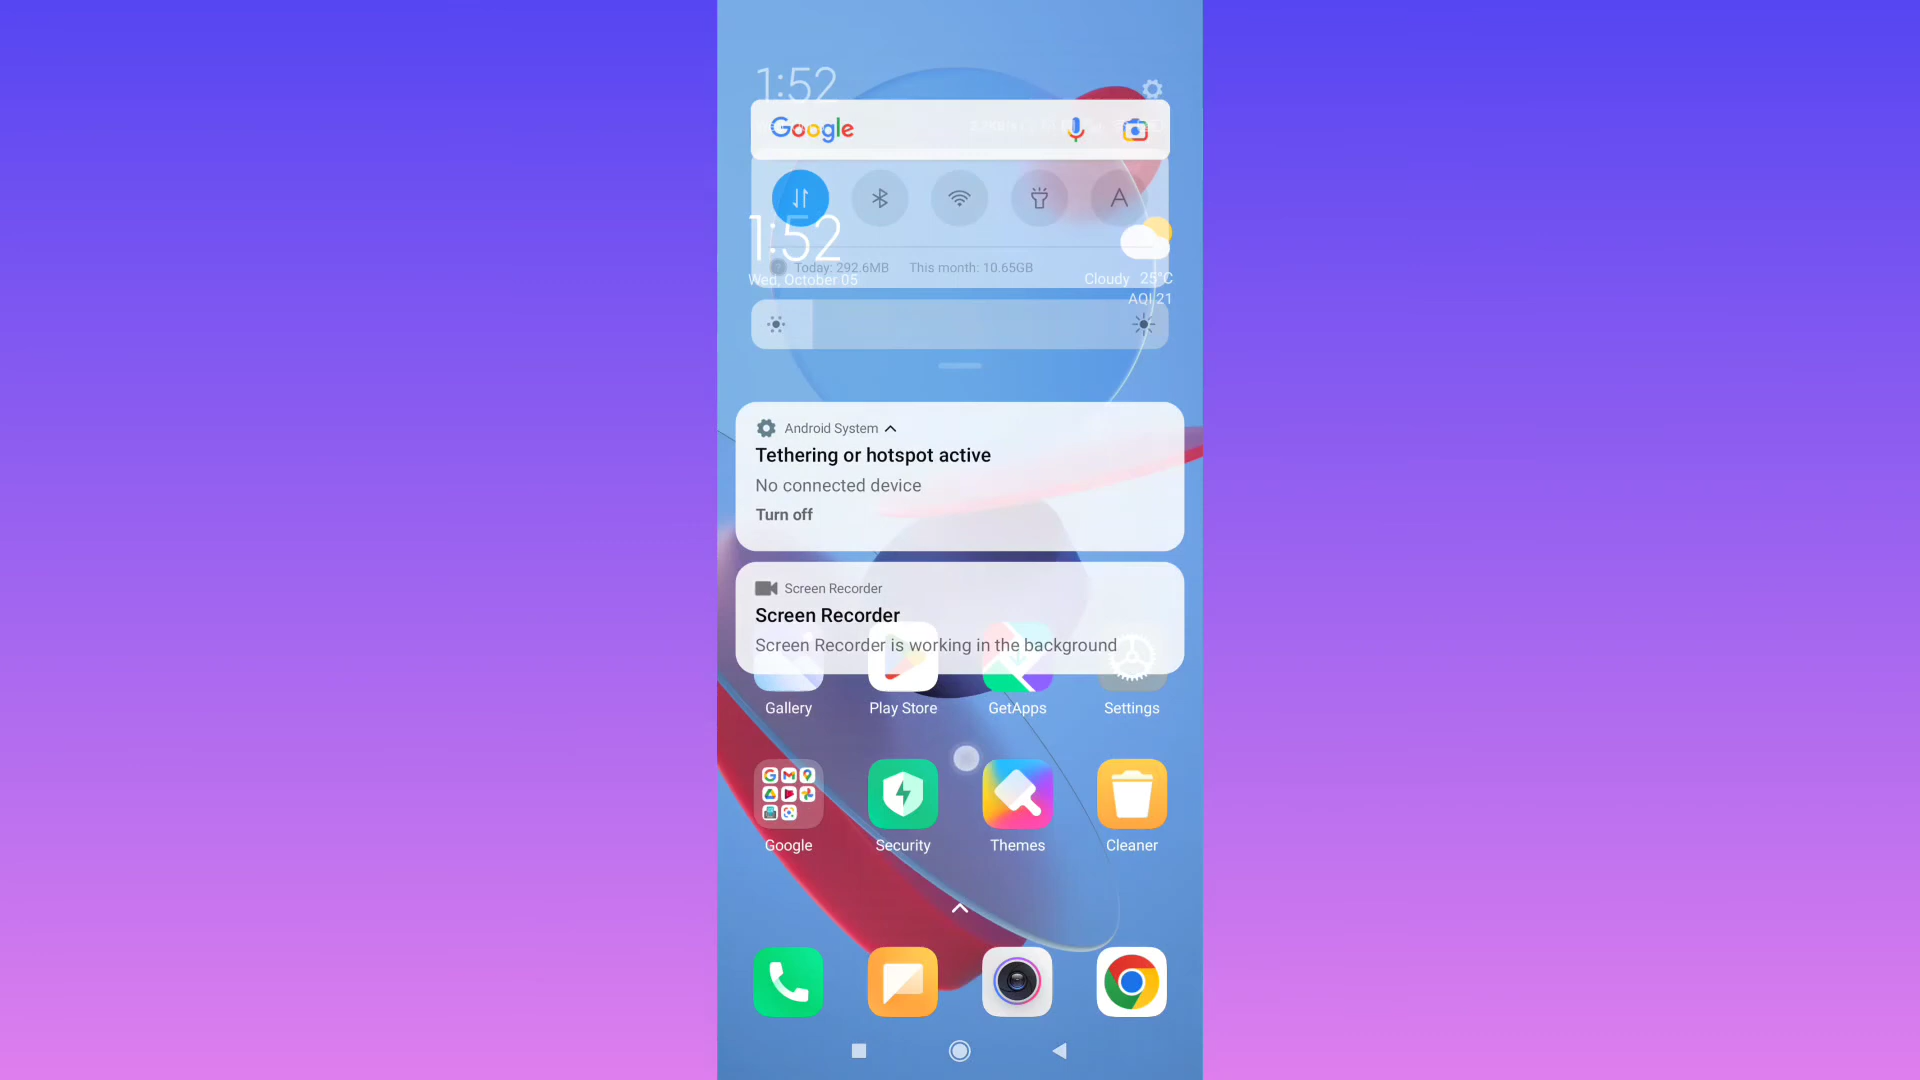 1:52
Google
1:52
Today: 292.6MB This month: 10.65GB
Wed, October 05
Cloudy 25°C
AQI 21
Android System
Tethering or hotspot active
No connected device
Turn off
Screen Recorder
Screen Recorder
Screen Recorder is working in the background
Gallery Play Store GetApps Settings
Google Security Themes Cleaner